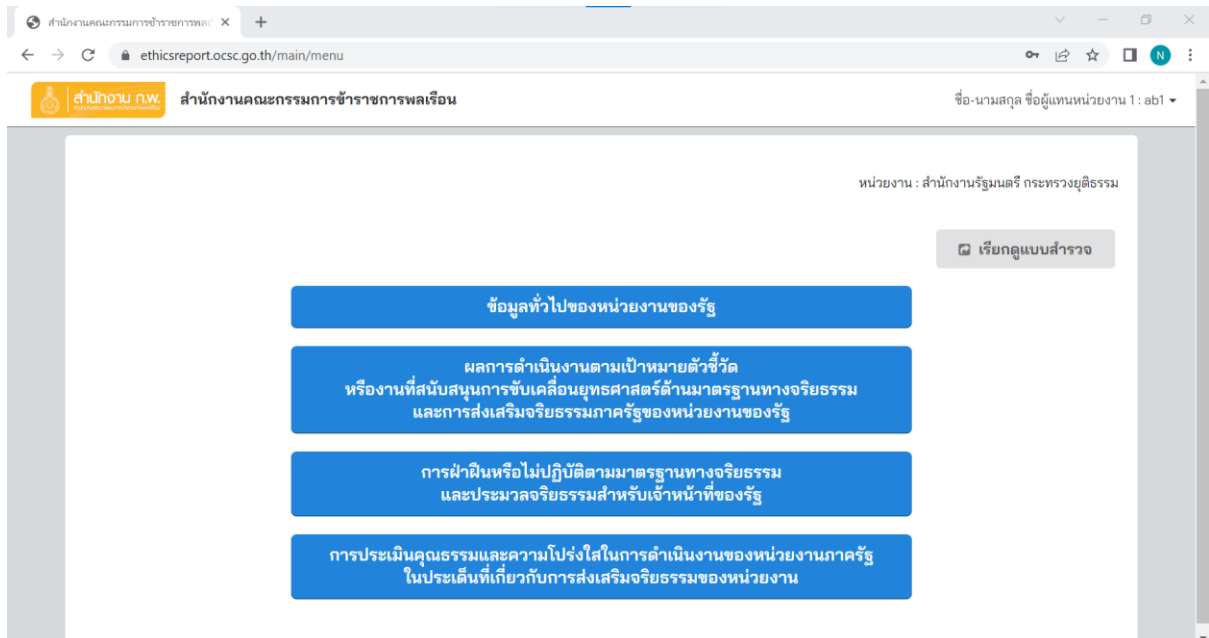 สำนักงานคณะกรรมการข้าราชการพลเ
ethicsreport.ocsc.go.th/main/menu
N
สำนักงาน ก.พ.
สำนักงานคณะกรรมการข้าราชการพลเรือน
ชื่อ-นามสกุล ชื่อผู้แทนหน่วยงาน 1 : ab1
หน่วยงาน : สำนักงานรัฐมนตรี กระทรวงยุติธรรม
เรียกดูแบบสำรวจ
ข้อมูลทั่วไปของหน่วยงานของรัฐ
ผลการดำเนินงานตามเป้าหมายตัวชี้วัด
หรืองานที่สนับสนุนการขับเคลื่อนยุทธศาสตร์ด้านมาตรฐานทางจริยธรรม
และการส่งเสริมจริยธรรมภาครัฐของหน่วยงานของรัฐ
การฝ่าฝืนหรือไม่ปฏิบัติตามมาตรฐานทางจริยธรรม
และประมวลจริยธรรมสำหรับเจ้าหน้าที่ของรัฐ
การประเมินคุณธรรมและความโปร่งใสในการดำเนินงานของหน่วยงานภาครัฐ
ในประเด็นที่เกี่ยวกับการส่งเสริมจริยธรรมของหน่วยงาน